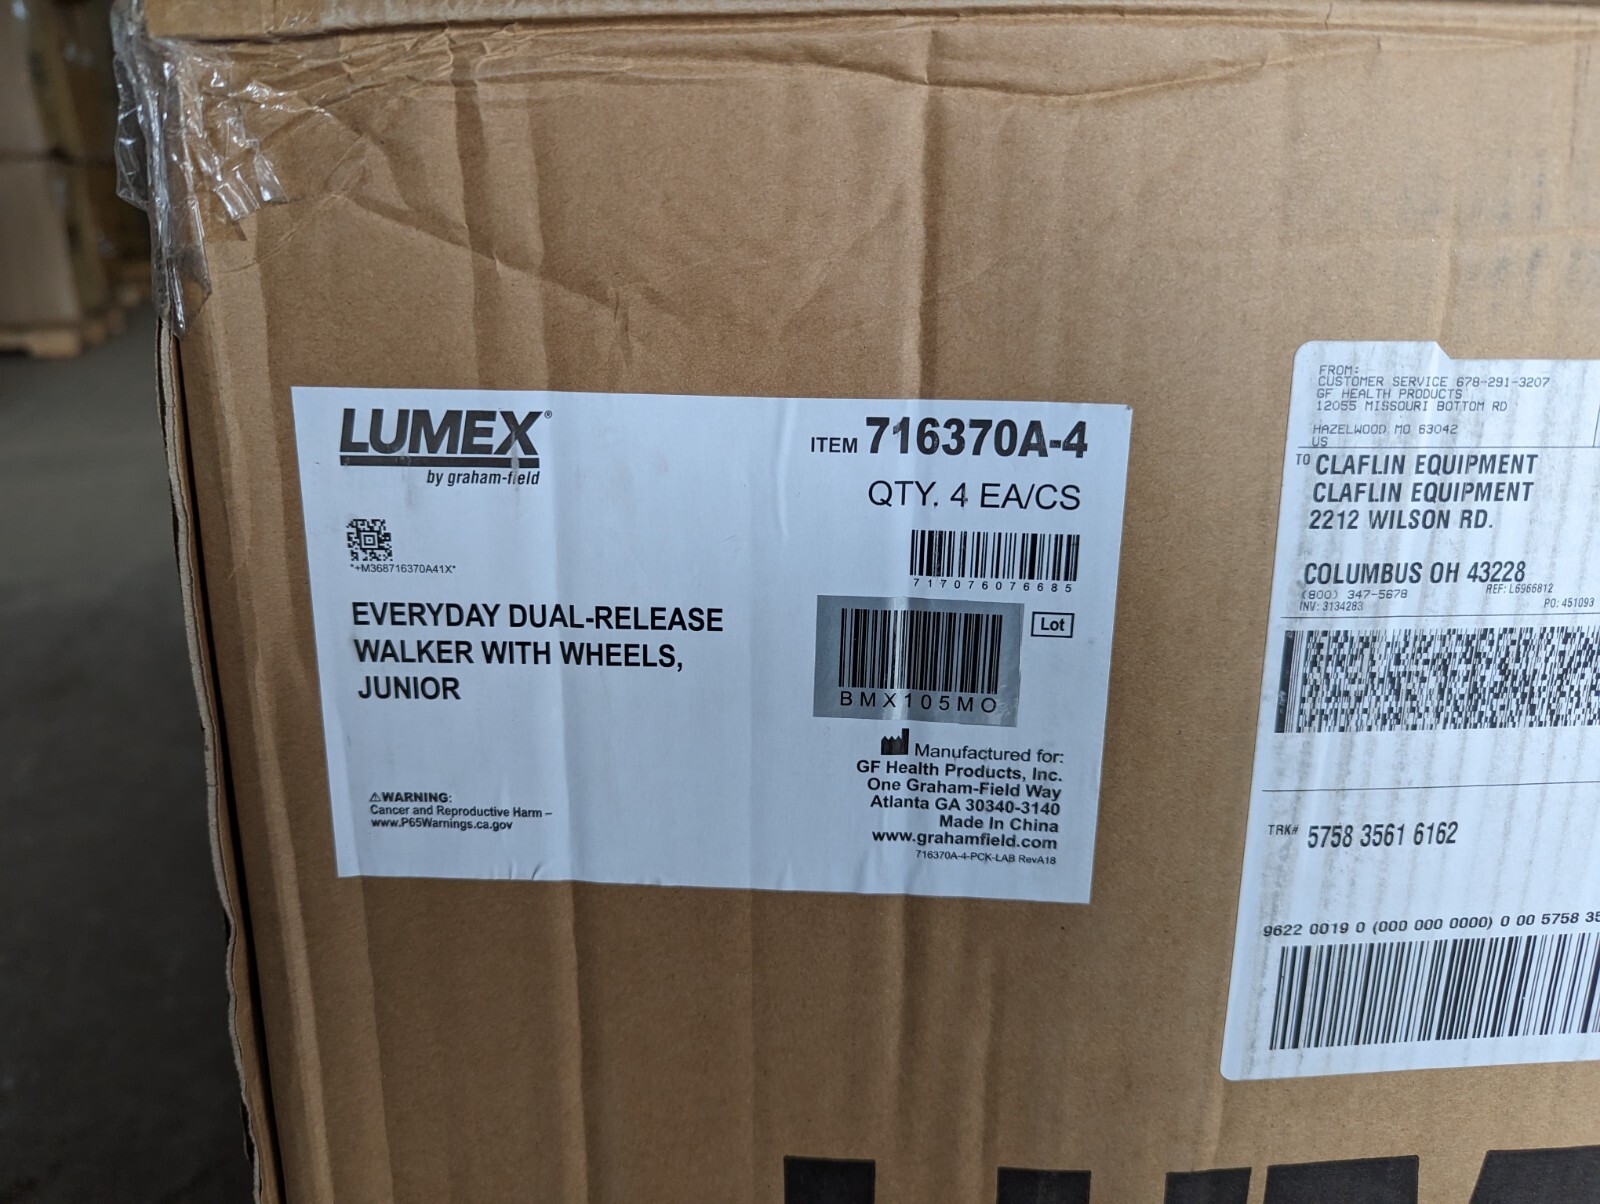 LUMEX®
by graham-field
ITEM 716370A-4
QTY. 4 EA/CS
*+M368716370A41X*
717076076685
EVERYDAY DUAL-RELEASE
WALKER WITH WHEELS,
JUNIOR
Lot
BMX105MO
⚠WARNING:
Cancer and Reproductive Harm –
www.P65Warnings.ca.gov
Manufactured for:
GF Health Products, Inc.
One Graham-Field Way
Atlanta GA 30340-3140
Made In China
www.grahamfield.com
716370A-4-PCK-LAB RevA18
FROM:
CUSTOMER SERVICE 678-291-3207
GF HEALTH PRODUCTS
12055 MISSOURI BOTTOM RD
HAZELWOOD MO 63042
US
TO CLAFLIN EQUIPMENT
CLAFLIN EQUIPMENT
2212 WILSON RD.
COLUMBUS OH 43228
(800) 347-5678
REF: L6966812
INV: 3134283
PO: 451093
TRK# 5758 3561 6162
9622 0019 0 (000 000 0000) 0 00 5758 35